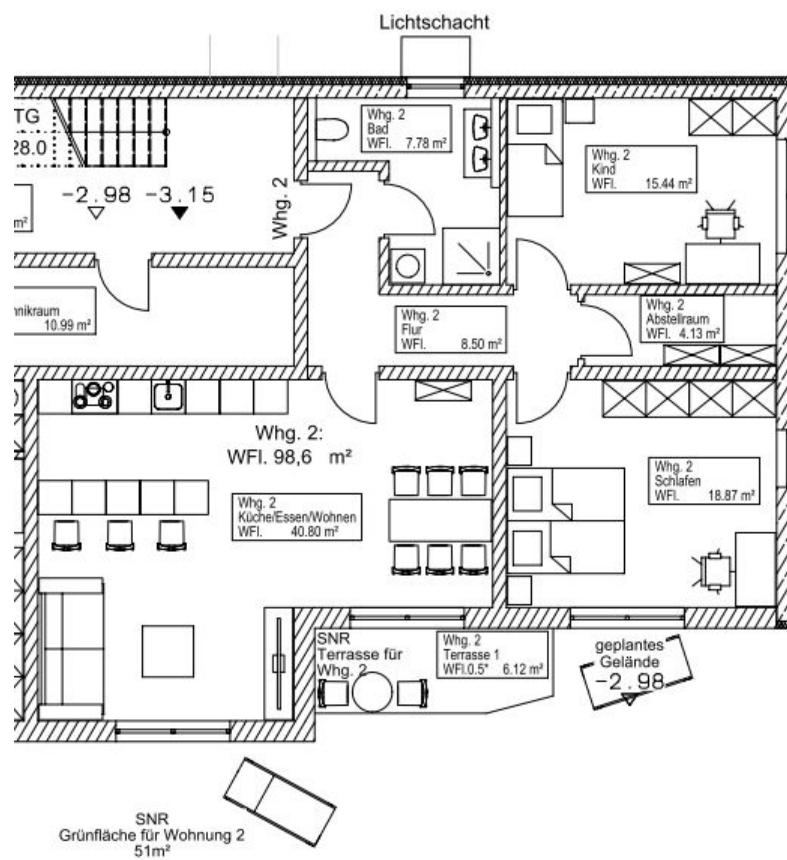 Lichtschacht
TG
28.0
-2.98
-3.15
m²
Whg. 2
Whg. 2
Bad
WFl. 7.78 m²
Whg. 2
Kind
WFl. 15.44 m²
nnikraum
10.99 m²
Whg. 2
Flur
WFl. 8.50 m²
Whg. 2
Abstellraum
WFl. 4.13 m²
Whg. 2:
WFl. 98,6 m²
Whg. 2
Küche/Essen/Wohnen
WFl. 40.80 m²
Whg. 2
Schlafen
WFl. 18.87 m²
SNR
Terrasse für
Whg. 2
Whg. 2
Terrasse 1
WFl.0.5* 6.12 m²
geplantes
Gelände
-2.98
SNR
Grünfläche für Wohnung 2
51m²